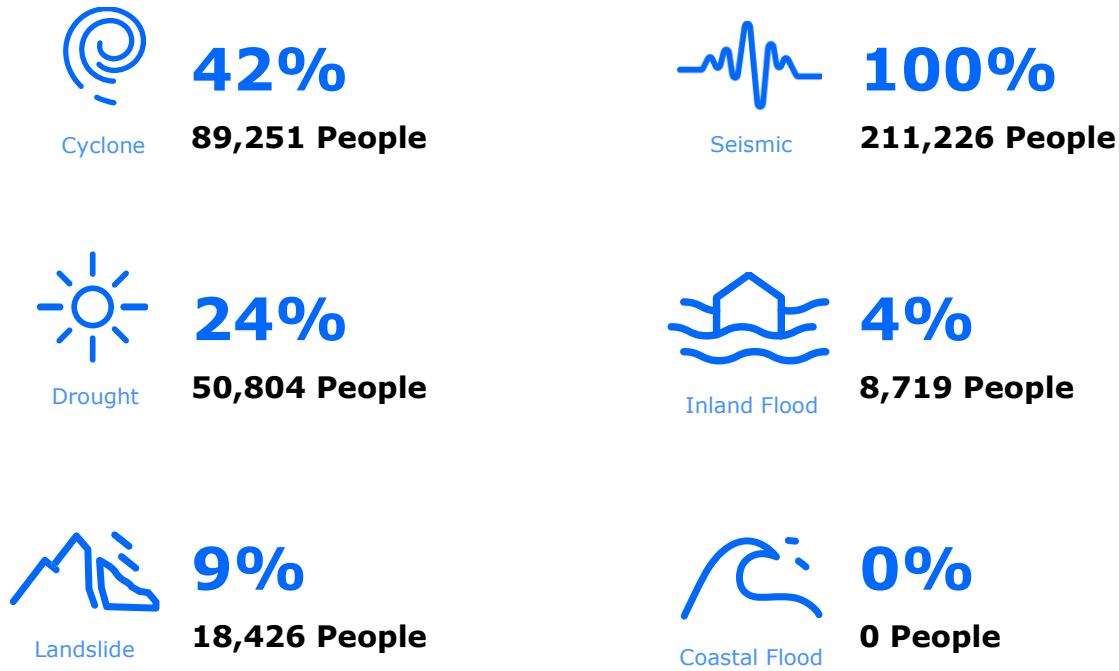 42%
89,251 People
Cyclone
100%
211,226 People
Seismic
24%
50,804 People
Drought
4%
8,719 People
Inland Flood
9%
18,426 People
Landslide
0%
0 People
Coastal Flood